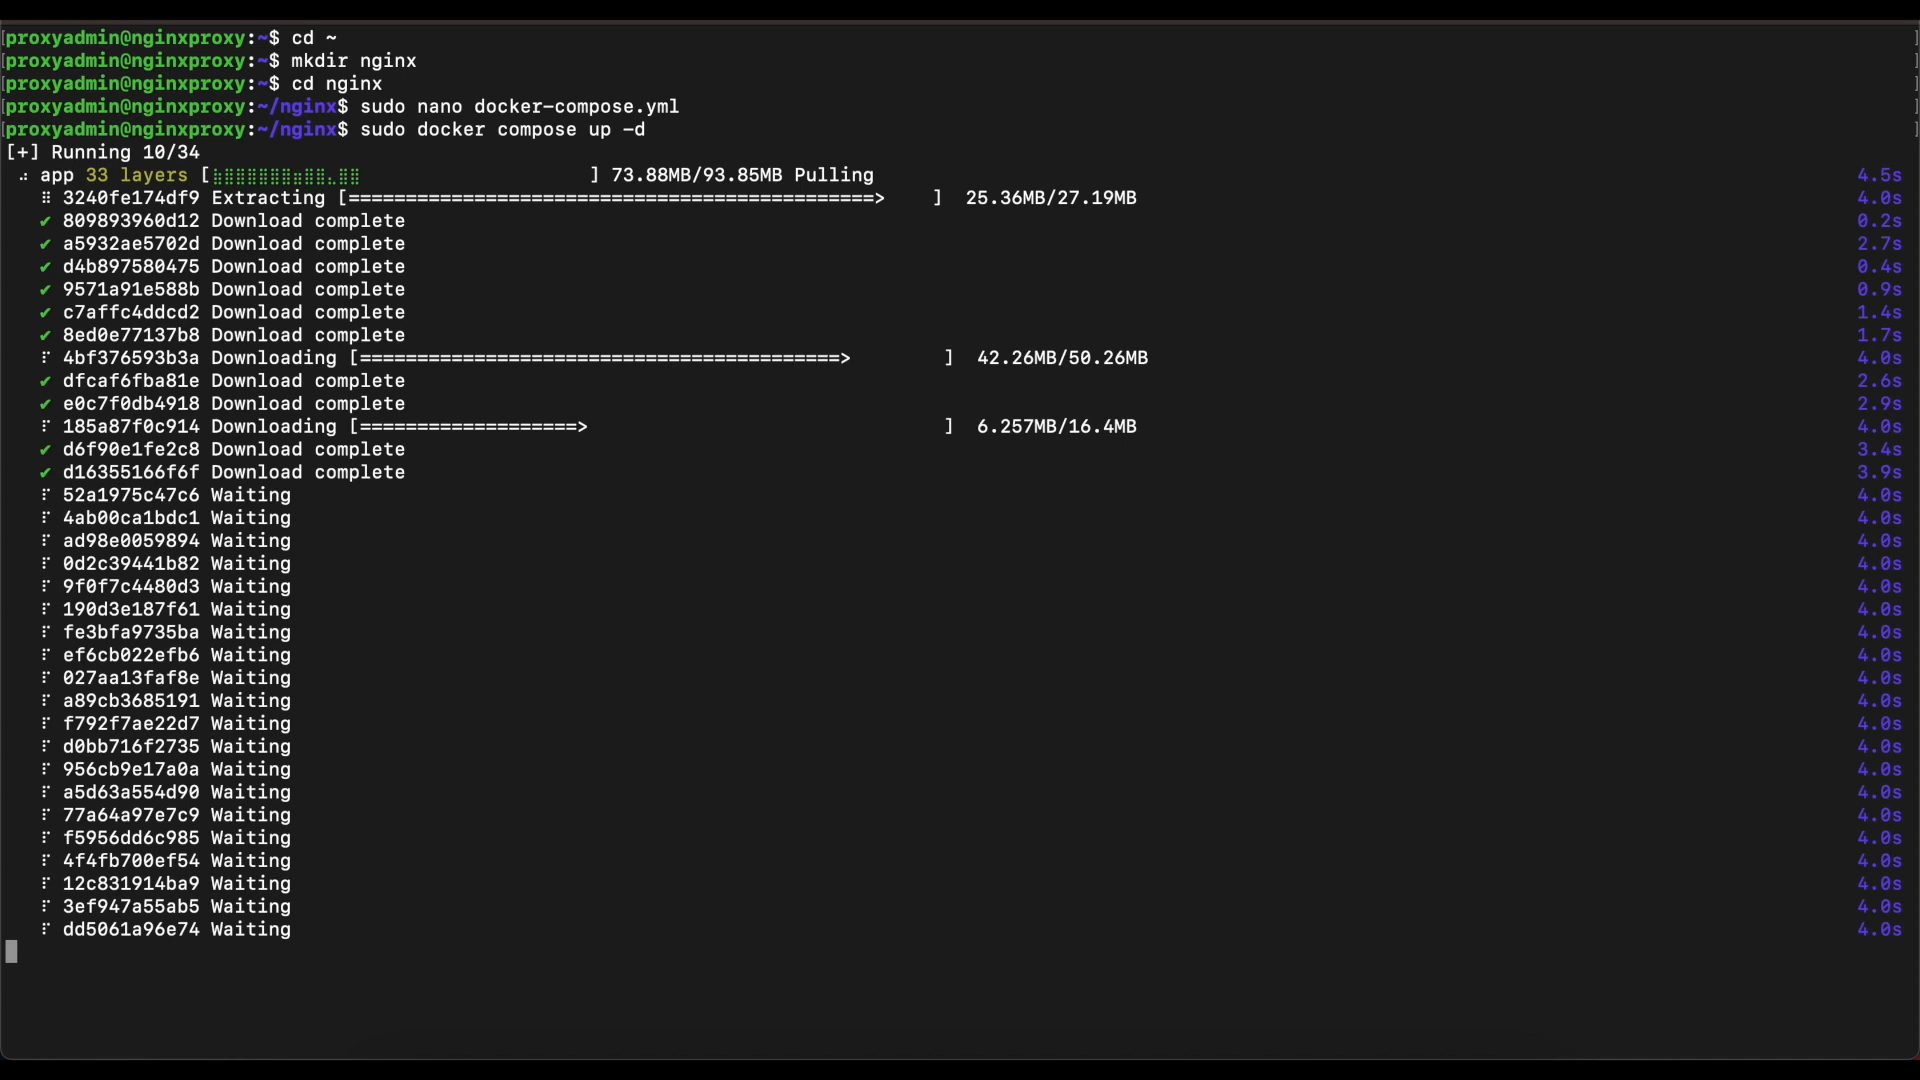 [proxyadmin@nginxproxy:~$ cd ~ ]
[proxyadmin@nginxproxy:~$ mkdir nginx ]
[proxyadmin@nginxproxy:~$ cd nginx ]
[proxyadmin@nginxproxy:~/nginx$ sudo nano docker-compose.yml ]
[proxyadmin@nginxproxy:~/nginx$ sudo docker compose up -d ]
[+] Running 10/34
⠴ app 33 layers [⣷⣿⣿⣿⣿⣿⣿⣤⣿⣿⣄⣿⣿] 73.88MB/93.85MB Pulling 4.5s
⠿ 3240fe174df9 Extracting [==============================================> ] 25.36MB/27.19MB 4.0s
✔ 809893960d12 Download complete 0.2s
✔ a5932ae5702d Download complete 2.7s
✔ d4b897580475 Download complete 0.4s
✔ 9571a91e588b Download complete 0.9s
✔ c7affc4ddcd2 Download complete 1.4s
✔ 8ed0e77137b8 Download complete 1.7s
⠏ 4bf376593b3a Downloading [==========================================> ] 42.26MB/50.26MB 4.0s
✔ dfcaf6fba81e Download complete 2.6s
✔ e0c7f0db4918 Download complete 2.9s
⠏ 185a87f0c914 Downloading [===================> ] 6.257MB/16.4MB 4.0s
✔ d6f90e1fe2c8 Download complete 3.4s
✔ d16355166f6f Download complete 3.9s
⠏ 52a1975c47c6 Waiting 4.0s
⠏ 4ab00ca1bdc1 Waiting 4.0s
⠏ ad98e0059894 Waiting 4.0s
⠏ 0d2c39441b82 Waiting 4.0s
⠏ 9f0f7c4480d3 Waiting 4.0s
⠏ 190d3e187f61 Waiting 4.0s
⠏ fe3bfa9735ba Waiting 4.0s
⠏ ef6cb022efb6 Waiting 4.0s
⠏ 027aa13faf8e Waiting 4.0s
⠏ a89cb3685191 Waiting 4.0s
⠏ f792f7ae22d7 Waiting 4.0s
⠏ d0bb716f2735 Waiting 4.0s
⠏ 956cb9e17a0a Waiting 4.0s
⠏ a5d63a554d90 Waiting 4.0s
⠏ 77a64a97e7c9 Waiting 4.0s
⠏ f5956dd6c985 Waiting 4.0s
⠏ 4f4fb700ef54 Waiting 4.0s
⠏ 12c831914ba9 Waiting 4.0s
⠏ 3ef947a55ab5 Waiting 4.0s
⠏ dd5061a96e74 Waiting 4.0s